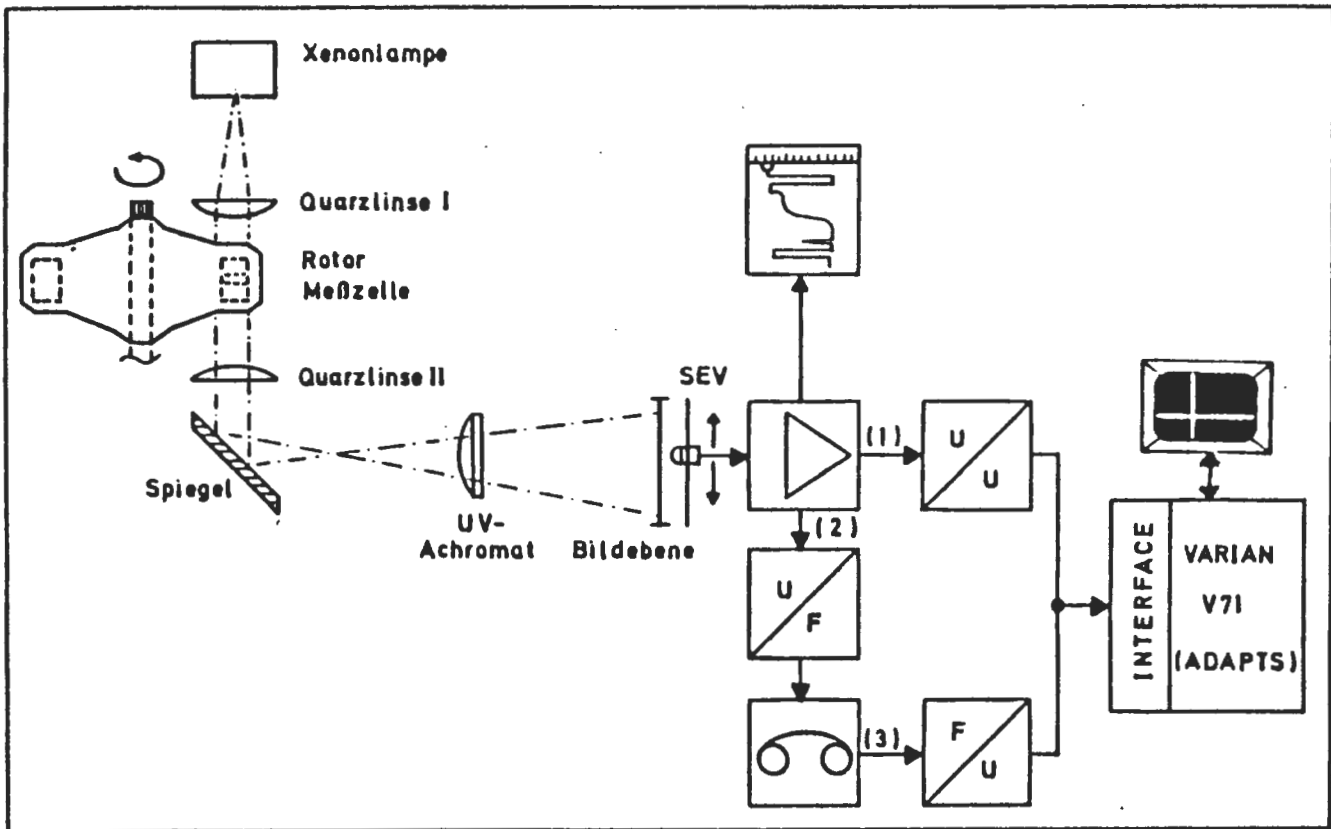 Xenonlampe
Quarzlinse I
Rotor
Meßzelle
Quarzlinse II
Spiegel
UV-
Achromat
Bildebene
SEV
(1)
U
U
(2)
U
F
(3)
F
U
INTERFACE
VARIAN
V71
(ADAPTS)